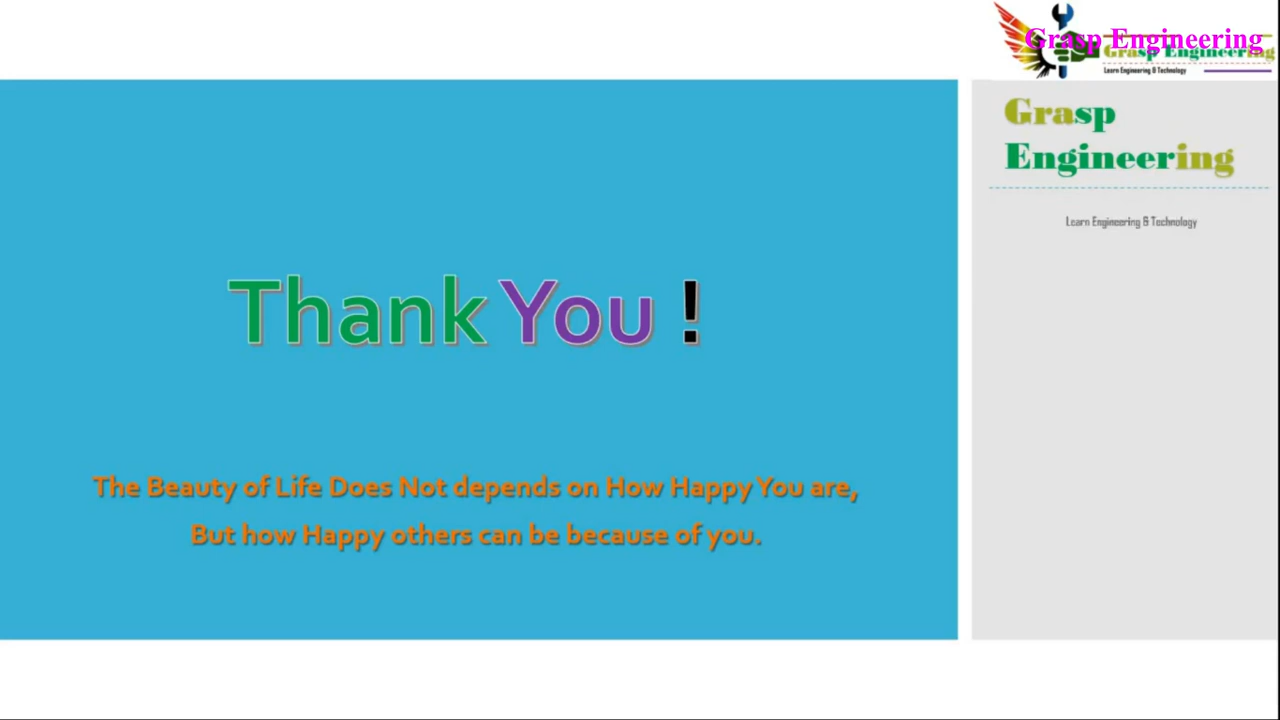 Grasp Engineering
Grasp Engineering
Learn Engineering & Technology
Grasp
Engineering
Learn Engineering & Technology
Thank You !
The Beauty of Life Does Not depends on How Happy You are,
But how Happy others can be because of you.